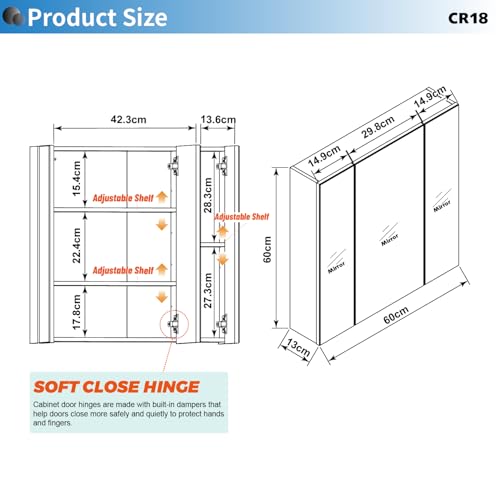 Product Size
CR18
42.3cm
13.6cm
15.4cm
Adjustable Shelf
28.3cm
Adjustable Shelf
22.4cm
Adjustable Shelf
27.3cm
17.8cm
14.9cm
29.8cm
14.9cm
60cm
Mirror
Mirror
Mirror
13cm
60cm
SOFT CLOSE HINGE
Cabinet door hinges are made with built-in dampers that
help doors close more safely and quietly to protect hands
and fingers.